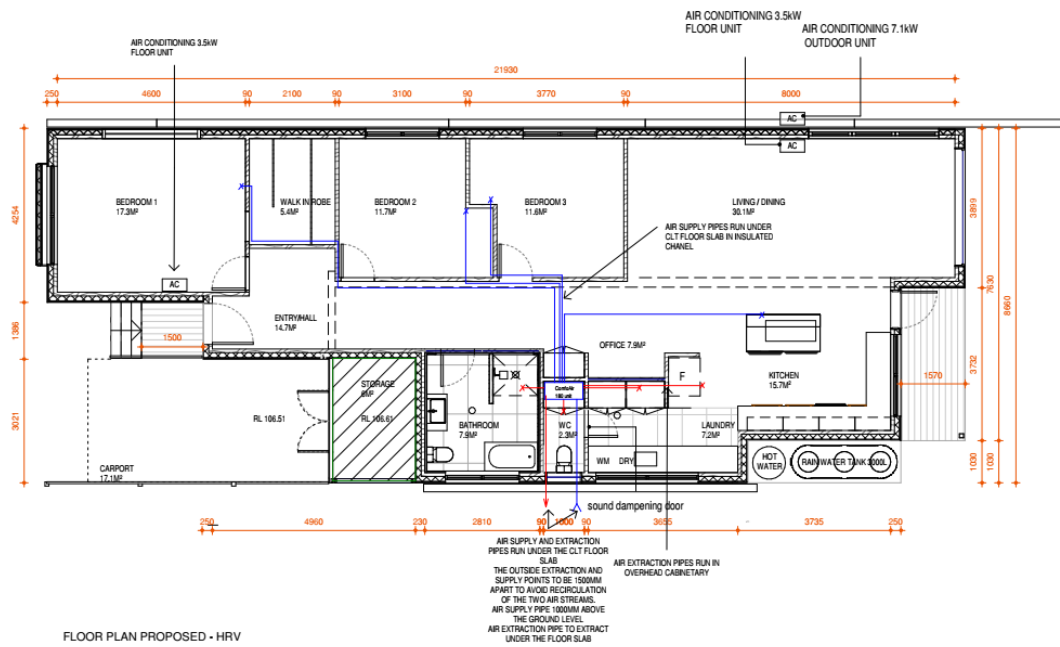 AIR CONDITIONING 3.5kW
FLOOR UNIT
AIR CONDITIONING 3.5kW
FLOOR UNIT
AIR CONDITIONING 7.1kW
OUTDOOR UNIT
21930
250
4600
90
2100
90
3100
90
3770
90
8000
AC
AC
BEDROOM 1
17.3M²
WALK IN ROBE
5.4M²
BEDROOM 2
11.7M²
BEDROOM 3
11.6M²
LIVING / DINING
30.1M²
AIR SUPPLY PIPES RUN UNDER
CLT FLOOR SLAB IN INSULATED
CHANEL
4254
3899
7630
8660
AC
ENTRY/HALL
14.7M²
1386
1500
OFFICE 7.9M²
KITCHEN
15.7M²
3732
1570
F
STORAGE
6M²
RL 106.51
RL 106.61
ComfoAir
180 unit
BATHROOM
7.9M²
WC
2.3M²
LAUNDRY
7.2M²
3021
WM
DRY
HOT
WATER
RAIN WATER TANK 3000L
1030
1030
CARPORT
17.1M²
sound dampening door
250
4960
230
2810
90
1000
90
3655
3735
250
AIR SUPPLY AND EXTRACTION
PIPES RUN UNDER THE CLT FLOOR
SLAB
THE OUTSIDE EXTRACTION AND
SUPPLY POINTS TO BE 1500MM
APART TO AVOID RECIRCULATION
OF THE TWO AIR STREAMS.
AIR SUPPLY PIPE 1000MM ABOVE
THE GROUND LEVEL
AIR EXTRACTION PIPE TO EXTRACT
UNDER THE FLOOR SLAB
AIR EXTRACTION PIPES RUN IN
OVERHEAD CABINETARY
FLOOR PLAN PROPOSED - HRV